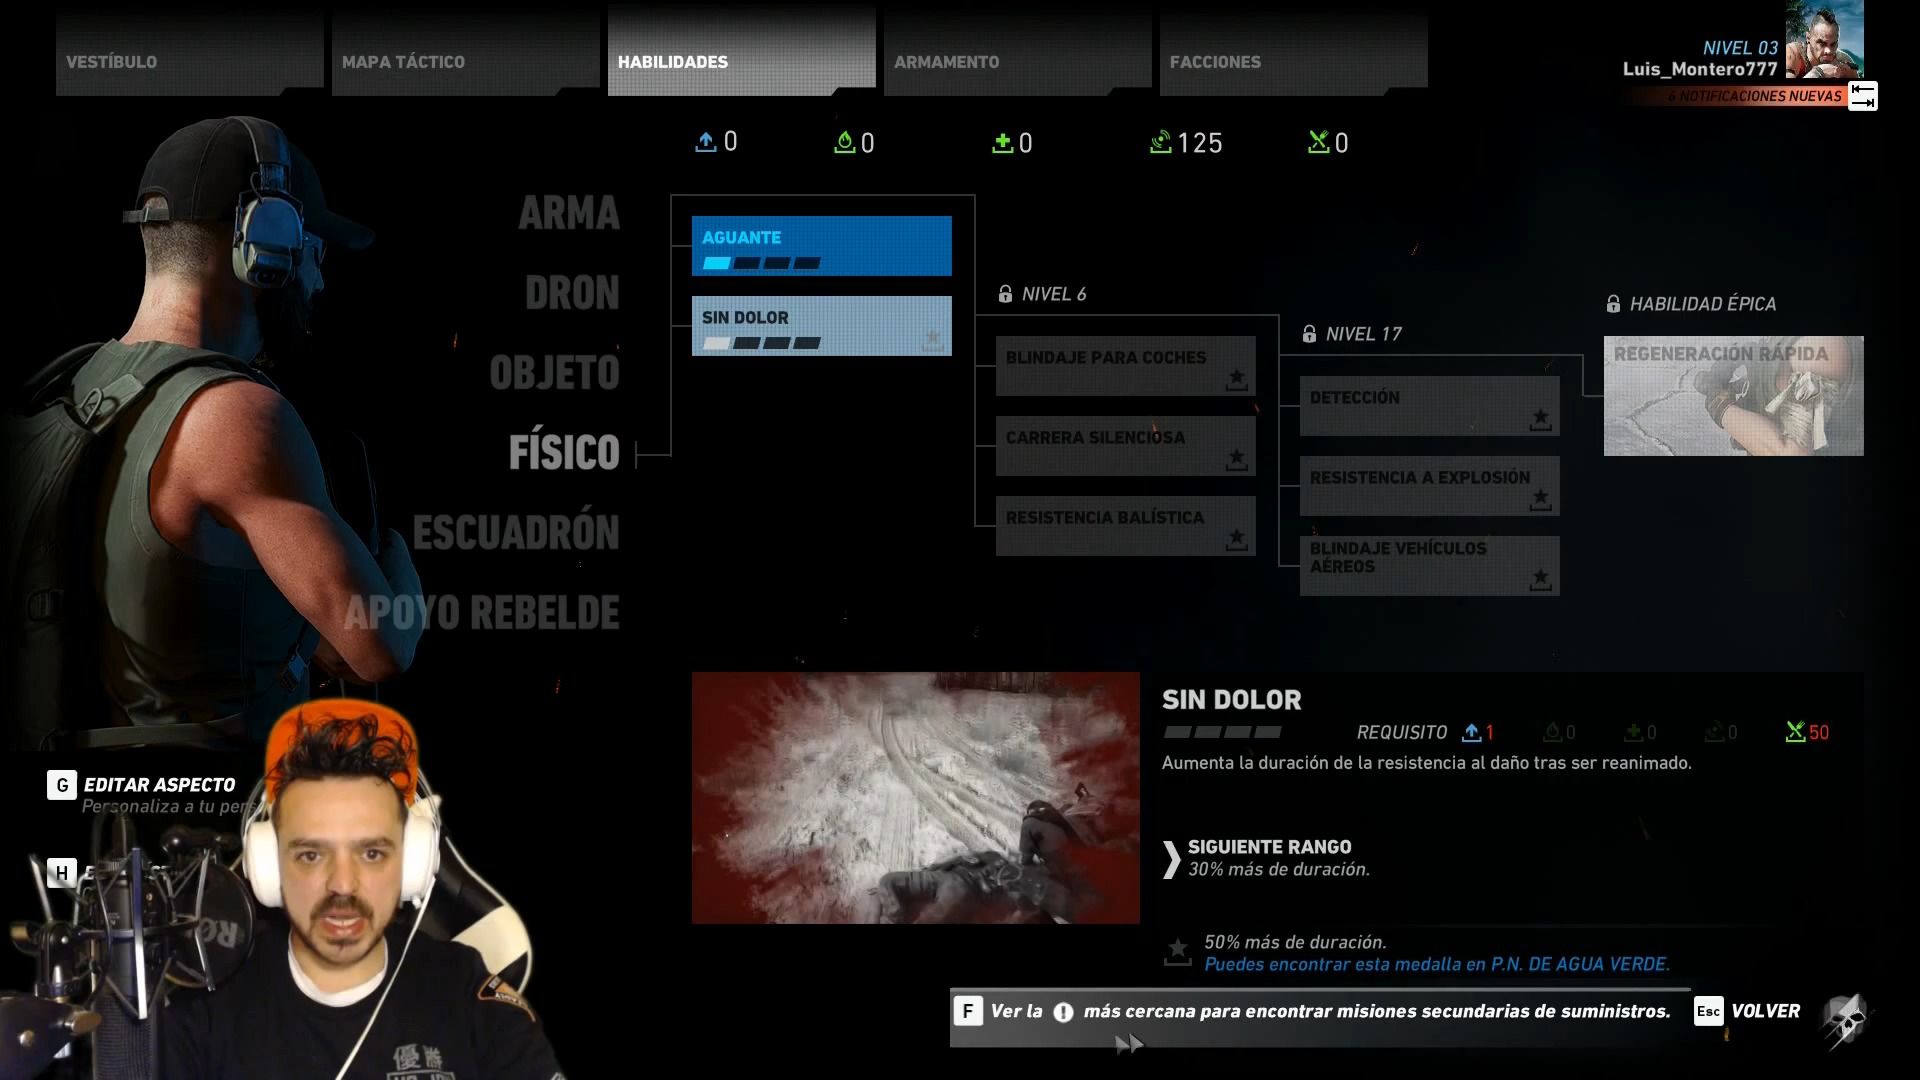 VESTÍBULO
MAPA TÁCTICO
HABILIDADES
ARMAMENTO
FACCIONES
NIVEL 03
Luis_Montero777
6 NOTIFICACIONES NUEVAS
0
0
0
125
0
ARMA
DRON
OBJETO
FÍSICO
ESCUADRÓN
APOYO REBELDE
AGUANTE
SIN DOLOR
NIVEL 6
BLINDAJE PARA COCHES
CARRERA SILENCIOSA
RESISTENCIA BALÍSTICA
NIVEL 17
DETECCIÓN
RESISTENCIA A EXPLOSIÓN
BLINDAJE VEHÍCULOS
AÉREOS
HABILIDAD ÉPICA
REGENERACIÓN RÁPIDA
G EDITAR ASPECTO
Personaliza a tu pers
H
SIN DOLOR
REQUISITO 1 0 0 0 50
Aumenta la duración de la resistencia al daño tras ser reanimado.
SIGUIENTE RANGO
30% más de duración.
50% más de duración.
Puedes encontrar esta medalla en P.N. DE AGUA VERDE.
F Ver la ! más cercana para encontrar misiones secundarias de suministros.
Esc VOLVER